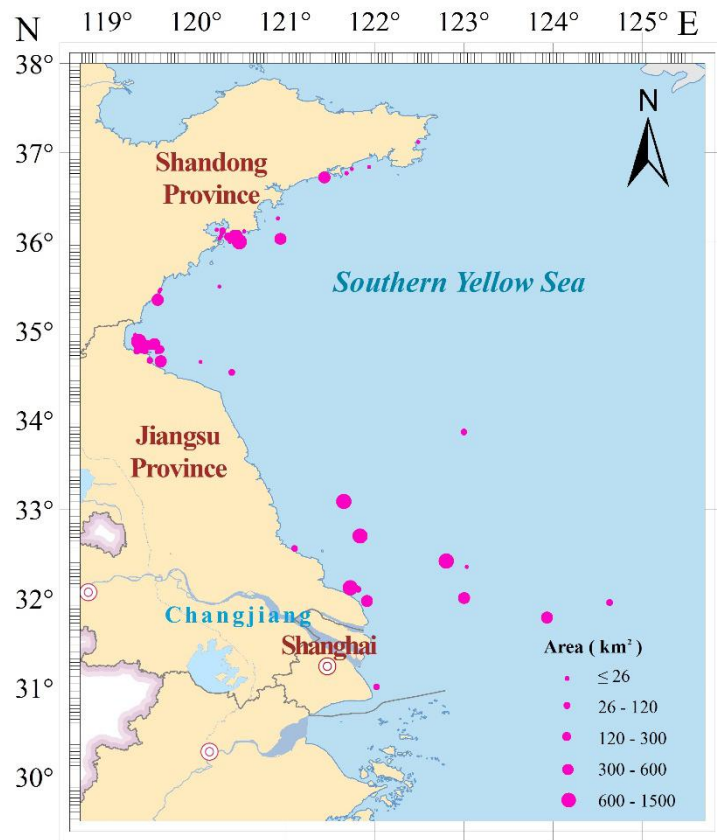 N 119° 120° 121° 122° 123° 124° 125° E
38°
N
37°
Shandong
Province
36°
Southern Yellow Sea
35°
34°
Jiangsu
Province
33°
32°
Changjiang
Shanghai
Area ( km² )
≤ 26
31°
26 - 120
120 - 300
300 - 600
30°
600 - 1500